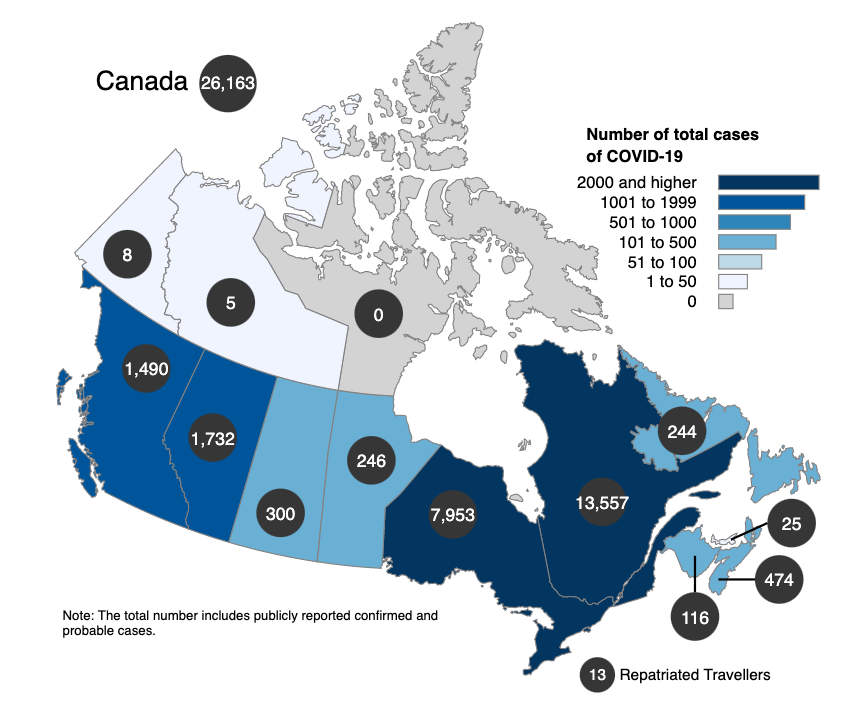 Canada 26,163
Number of total cases
of COVID-19
2000 and higher
1001 to 1999
501 to 1000
101 to 500
51 to 100
1 to 50
0
8
5
0
1,490
1,732
300
246
7,953
13,557
244
25
474
116
Note: The total number includes publicly reported confirmed and
probable cases.
13 Repatriated Travellers